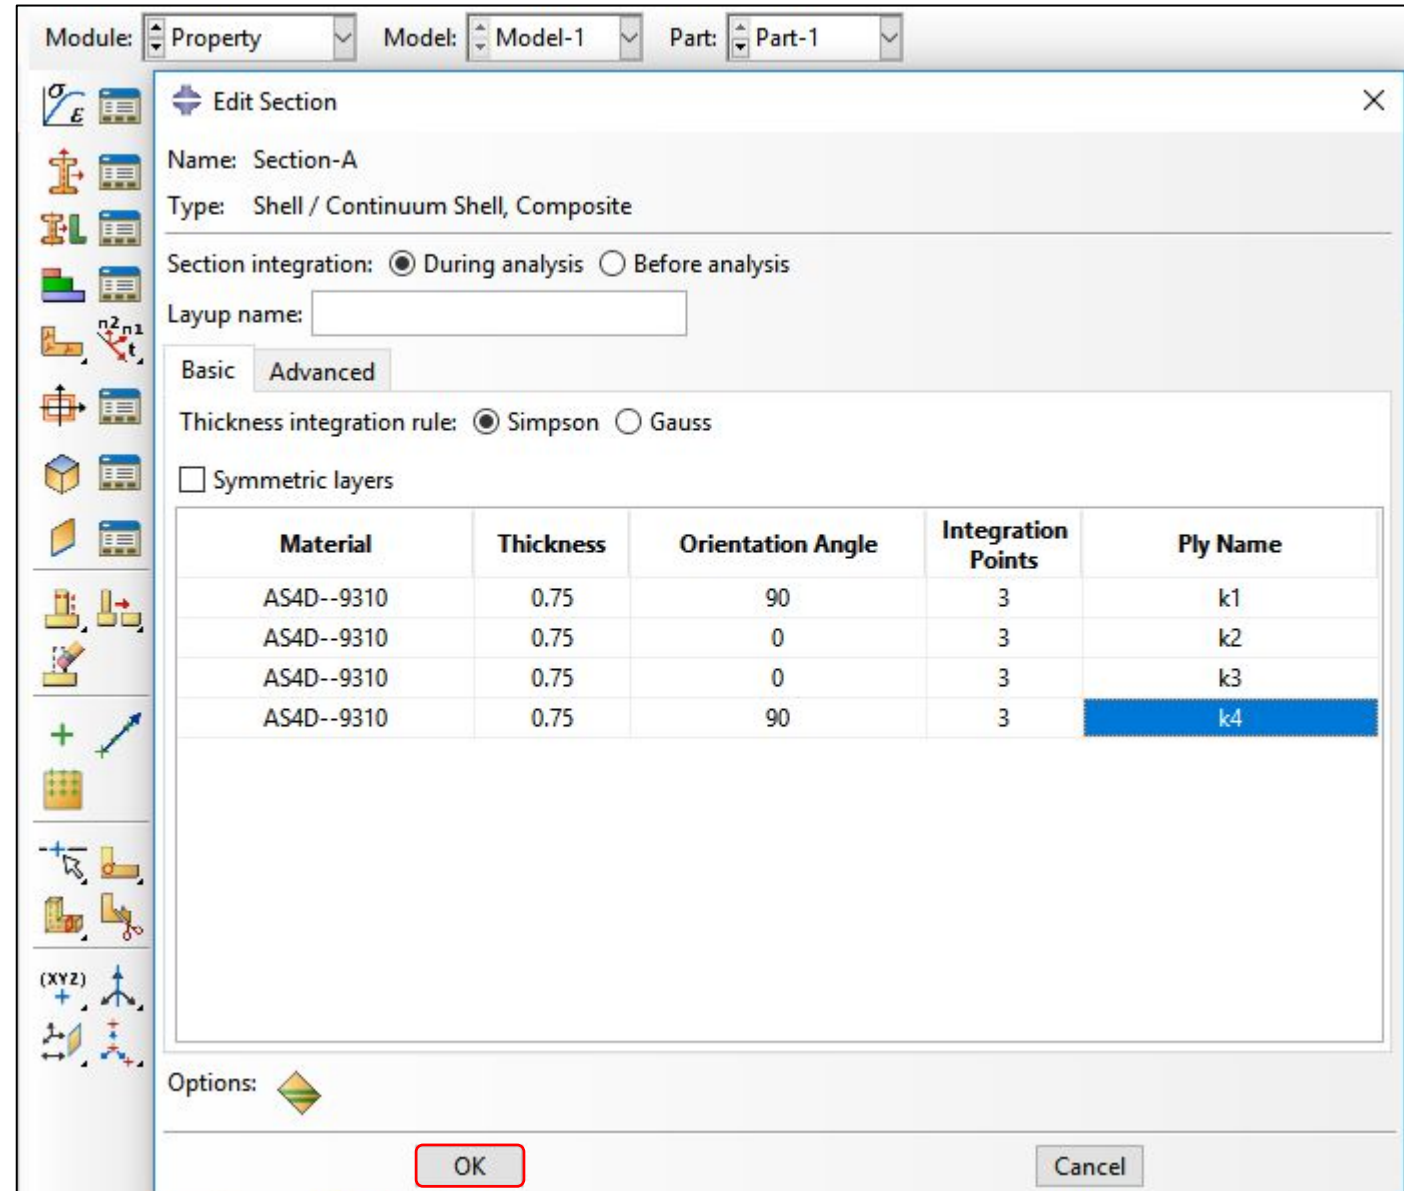 Module: Property Model: Model-1 Part: Part-1
σ ε
Edit Section
Name: Section-A
Type: Shell / Continuum Shell, Composite
Section integration: During analysis Before analysis
Layup name:
n2 n1 t
Basic Advanced
Thickness integration rule: Simpson Gauss
Symmetric layers
Material Thickness Orientation Angle Integration Points Ply Name
AS4D--9310 0.75 90 3 k1
AS4D--9310 0.75 0 3 k2
AS4D--9310 0.75 0 3 k3
AS4D--9310 0.75 90 3 k4
(XYZ)
Options:
OK Cancel